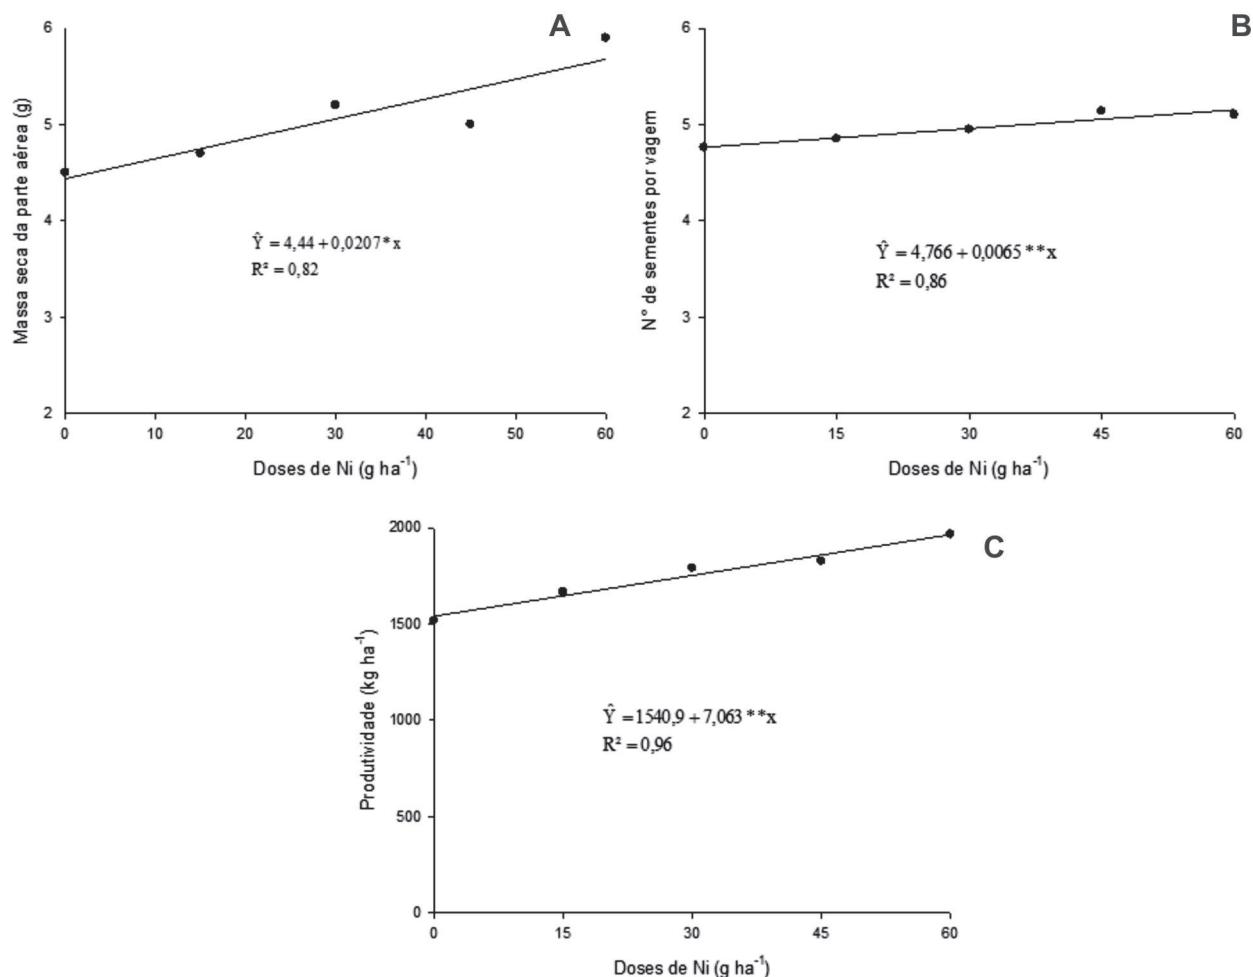 A
6
5
4
3
2
Massa seca da parte aérea (g)
Ŷ = 4,44 + 0,0207*x
R² = 0,82
0 10 20 30 40 50 60
Doses de Ni (g ha⁻¹)
B
6
5
4
3
2
N° de sementes por vagem
Ŷ = 4,766 + 0,0065 **x
R² = 0,86
0 15 30 45 60
Doses de Ni (g ha⁻¹)
C
2000
1500
1000
500
0
Produtividade (kg ha⁻¹)
Ŷ = 1540,9 + 7,063 **x
R² = 0,96
0 15 30 45 60
Doses de Ni (g ha⁻¹)